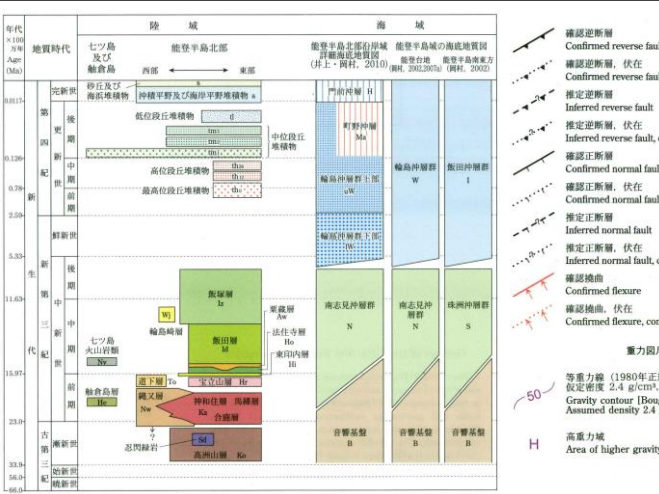 年代
×100
万年
Age
(Ma)
地質時代
陸 域
海 域
七ツ島
及び
舳倉島
能登半島北部
西部
東部
能登半島北部沿岸域
詳細海底地質図
(井上・岡村, 2010)
能登半島域の海底地質図
能登台地
(岡村, 2002,2007a)
能登半島南東方
(岡村, 2002)
0.0117
0.126
0.78
2.59
5.33
11.63
15.97
23.0
33.9
56.0
66.0
新 生 代
第四紀
新第三紀
古第三紀
完新世
更新世
後期
中期
前期
鮮新世
中新世
後期
中期
前期
漸新世
始新世
暁新世
砂丘及び
海浜堆積物
沖積平野及び海岸平野堆積物 a
低位段丘堆積物
d
tm₃
tm₂
tm₁
中位段丘
堆積物
高位段丘堆積物
最高位段丘堆積物
飯塚層
Iz
Wj
輪島崎層
粟蔵層
Aw
法住寺層
Ho
飯田層
Id
東印内層
Hi
七ツ島
火山岩類
Nv
道下層
To
宝立山層 Hr
舳倉島層
He
縄又層
Nw
神和住層
馬緤層
Ka
合鹿層
?
忍閃緑岩
Sd
高洲山層 Ko
門前沖層 H
町野沖層
Ma
輪島沖層群上部
uW
輪島沖層群下部
lW
輪島沖層群
W
飯田沖層群
I
南志見沖層群
N
南志見沖層群
N
珠洲沖層群
S
音響基盤
B
音響基盤
B
音響基盤
B
確認逆断層
Confirmed reverse fau
確認逆断層, 伏在
Confirmed reverse fau
推定逆断層
Inferred reverse fault
推定逆断層, 伏在
Inferred reverse fault,
確認正断層
Confirmed normal fau
確認正断層, 伏在
Confirmed normal fau
推定正断層
Inferred normal fault
推定正断層, 伏在
Inferred normal fault,
確認撓曲
Confirmed flexure
確認撓曲, 伏在
Confirmed flexure, con
重力図凡
50
等重力線 (1980年正
仮定密度 2.4 g/cm³.
Gravity contour [Boug
Assumed density 2.4
H
高重力域
Area of higher gravity